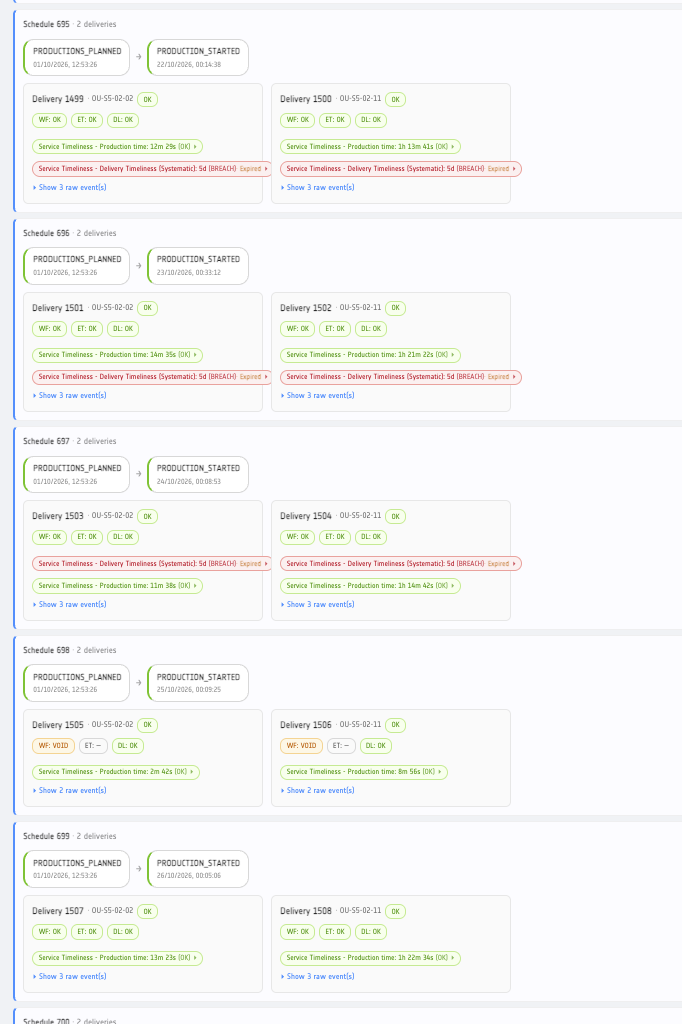 Schedule 695 · 2 deliveries
PRODUCTIONS_PLANNED → PRODUCTION_STARTED
01/10/2026, 12:53:26 22/10/2026, 00:14:38
Delivery 1499 · OU-S5-02-02 OK
WF: OK ET: OK DL: OK
Service Timeliness - Production time: 12m 29s (OK)
Service Timeliness - Delivery Timeliness (Systematic): 5d (BREACH) Expired
Show 3 raw event(s)
Delivery 1500 · OU-S5-02-11 OK
WF: OK ET: OK DL: OK
Service Timeliness - Production time: 1h 13m 41s (OK)
Service Timeliness - Delivery Timeliness (Systematic): 5d (BREACH) Expired
Show 3 raw event(s)
Schedule 696 · 2 deliveries
PRODUCTIONS_PLANNED → PRODUCTION_STARTED
01/10/2026, 12:53:26 23/10/2026, 00:33:12
Delivery 1501 · OU-S5-02-02 OK
WF: OK ET: OK DL: OK
Service Timeliness - Production time: 14m 35s (OK)
Service Timeliness - Delivery Timeliness (Systematic): 5d (BREACH) Expired
Show 3 raw event(s)
Delivery 1502 · OU-S5-02-11 OK
WF: OK ET: OK DL: OK
Service Timeliness - Production time: 1h 21m 22s (OK)
Service Timeliness - Delivery Timeliness (Systematic): 5d (BREACH) Expired
Show 3 raw event(s)
Schedule 697 · 2 deliveries
PRODUCTIONS_PLANNED → PRODUCTION_STARTED
01/10/2026, 12:53:26 24/10/2026, 00:08:53
Delivery 1503 · OU-S5-02-02 OK
WF: OK ET: OK DL: OK
Service Timeliness - Delivery Timeliness (Systematic): 5d (BREACH) Expired
Service Timeliness - Production time: 11m 38s (OK)
Show 3 raw event(s)
Delivery 1504 · OU-S5-02-11 OK
WF: OK ET: OK DL: OK
Service Timeliness - Delivery Timeliness (Systematic): 5d (BREACH) Expired
Service Timeliness - Production time: 1h 14m 42s (OK)
Show 3 raw event(s)
Schedule 698 · 2 deliveries
PRODUCTIONS_PLANNED → PRODUCTION_STARTED
01/10/2026, 12:53:26 25/10/2026, 00:09:25
Delivery 1505 · OU-S5-02-02 OK
WF: VOID ET: — DL: OK
Service Timeliness - Production time: 2m 42s (OK)
Show 2 raw event(s)
Delivery 1506 · OU-S5-02-11 OK
WF: VOID ET: — DL: OK
Service Timeliness - Production time: 8m 56s (OK)
Show 2 raw event(s)
Schedule 699 · 2 deliveries
PRODUCTIONS_PLANNED → PRODUCTION_STARTED
01/10/2026, 12:53:26 26/10/2026, 00:05:06
Delivery 1507 · OU-S5-02-02 OK
WF: OK ET: OK DL: OK
Service Timeliness - Production time: 13m 23s (OK)
Show 3 raw event(s)
Delivery 1508 · OU-S5-02-11 OK
WF: OK ET: OK DL: OK
Service Timeliness - Production time: 1h 22m 34s (OK)
Show 3 raw event(s)
Schedule 700 · 2 deliveries